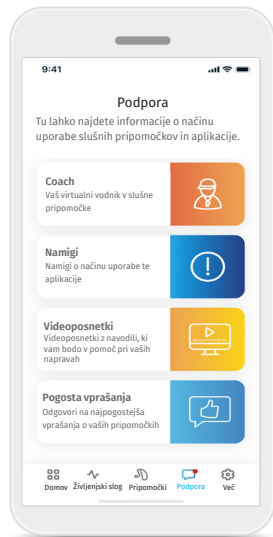 9:41
Podpora
Tu lahko najdete informacije o načinu
uporabe slušnih pripomočkov in aplikacije.
Coach
Vaš virtualni vodnik v slušne
pripomočke
Namigi
Namigi o načinu uporabe te
aplikacije
Videoposnetki
Videoposnetki z navodili, ki
vam bodo v pomoč pri vaših
napravah
Pogosta vprašanja
Odgovori na najpogostejša
vprašanja o vaših pripomočkih
Domov Življenjski slog Pripomočki Podpora Več